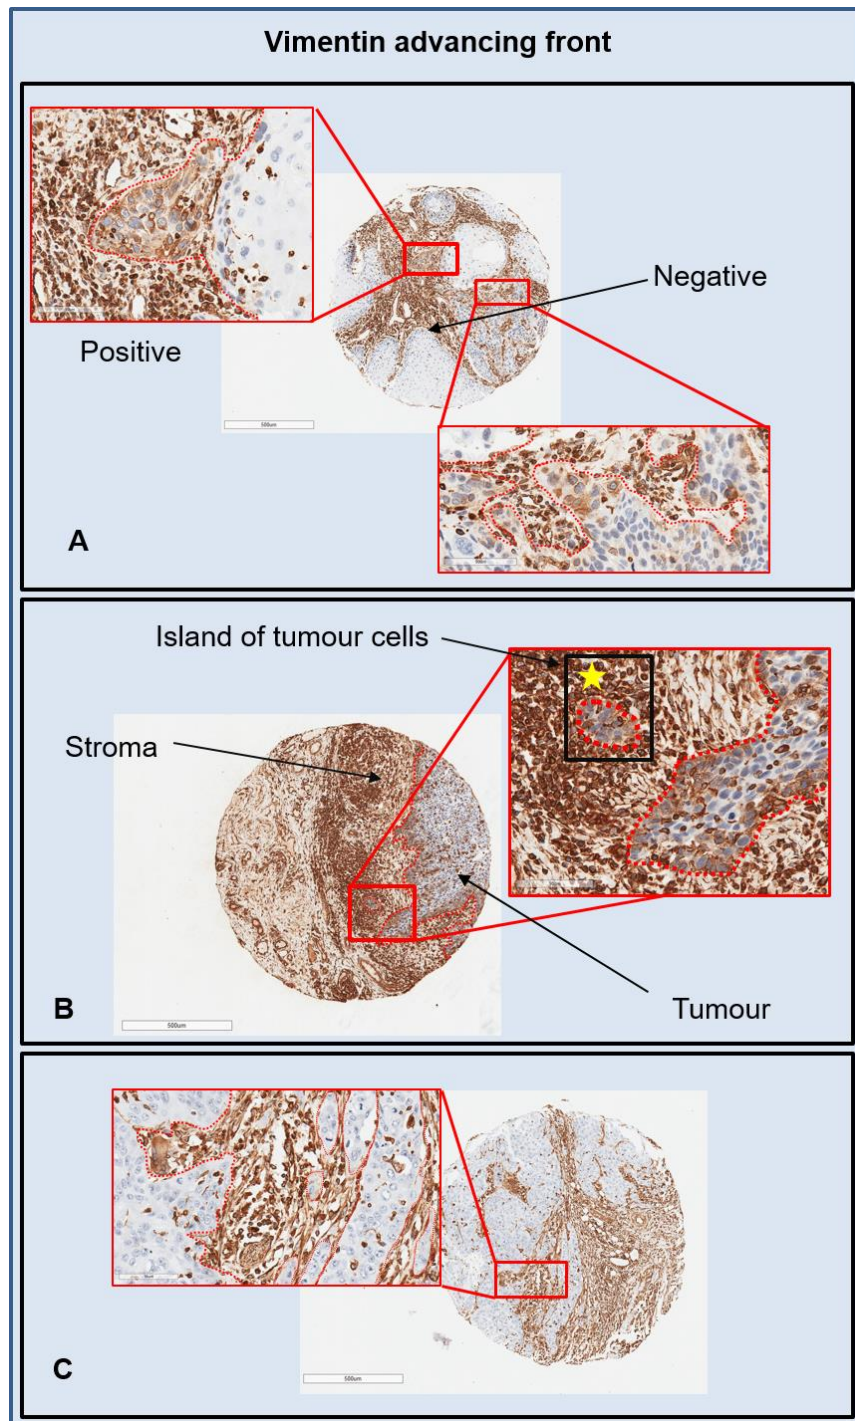 Vimentin advancing front
Negative
Positive
500um
A
Island of tumour cells
Stroma
B
500um
Tumour
C
500um